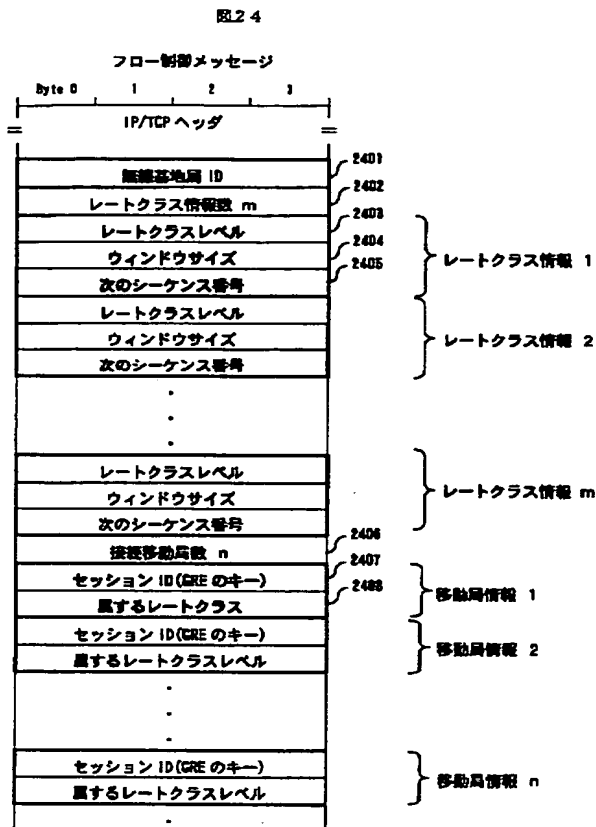 図24
フロー制御メッセージ
Byte 0 1 2 3
IP/TCP ヘッダ
無線基地局 ID 2401
レートクラス情報数 m 2402
レートクラスレベル 2403
ウィンドウサイズ 2404
次のシーケンス番号 2405
レートクラス情報 1
レートクラスレベル
ウィンドウサイズ
次のシーケンス番号
レートクラス情報 2
レートクラスレベル
ウィンドウサイズ
次のシーケンス番号
レートクラス情報 m
接続移動局数 n 2406
セッション ID(GRE のキー) 2407
属するレートクラス 2408
移動局情報 1
セッション ID(GRE のキー)
属するレートクラスレベル
移動局情報 2
セッション ID(GRE のキー)
属するレートクラスレベル
移動局情報 n